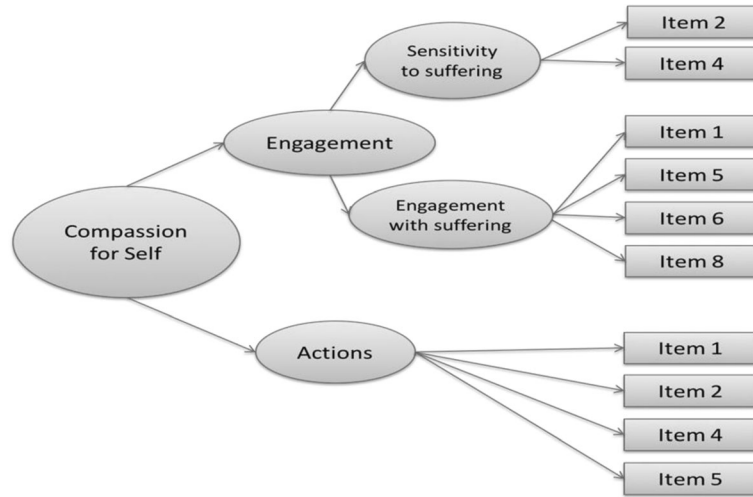 Sensitivity
to suffering
Item 2
Item 4
Engagement
Engagement
with suffering
Item 1
Item 5
Item 6
Item 8
Compassion
for Self
Actions
Item 1
Item 2
Item 4
Item 5